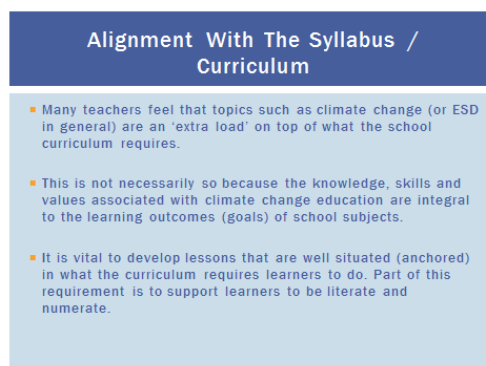 Alignment With The Syllabus /
Curriculum
Many teachers feel that topics such as climate change (or ESD
in general) are an ‘extra load’ on top of what the school
curriculum requires.
This is not necessarily so because the knowledge, skills and
values associated with climate change education are integral
to the learning outcomes (goals) of school subjects.
It is vital to develop lessons that are well situated (anchored)
in what the curriculum requires learners to do. Part of this
requirement is to support learners to be literate and
numerate.